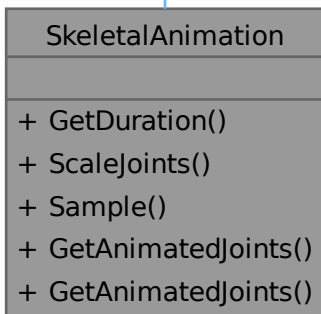 SkeletalAnimation
+ GetDuration()
+ ScaleJoints()
+ Sample()
+ GetAnimatedJoints()
+ GetAnimatedJoints()